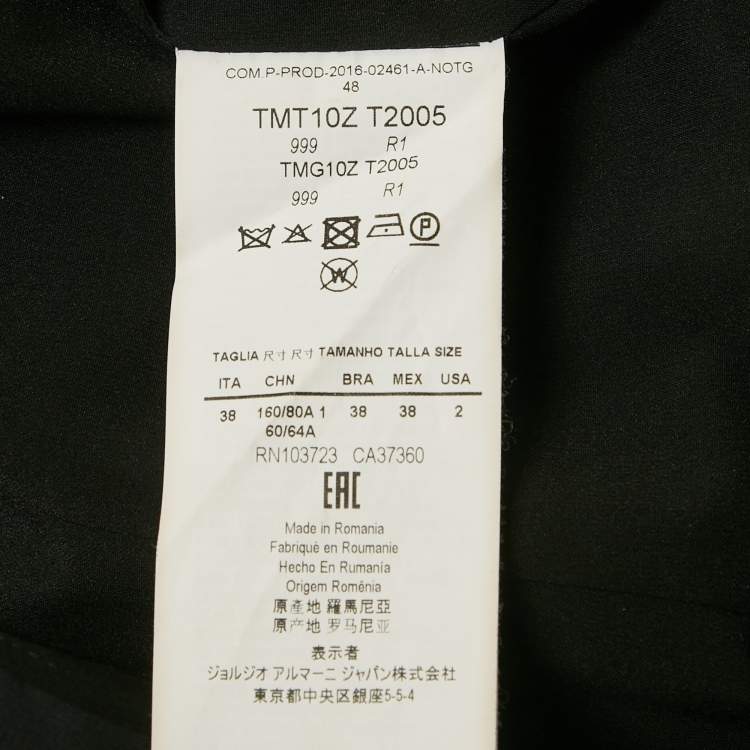 COM.P-PROD-2016-02461-A-NOTG
48
TMT10Z T2005
999 R1
TMG10Z T2005
999 R1
P
W
TAGLIA 尺寸 尺寸 TAMANHO TALLA SIZE
ITA CHN BRA MEX USA
38 160/80A 1 38 38 2
60/64A
RN103723 CA37360
EAC
Made in Romania
Fabriqué en Roumanie
Hecho En Rumanía
Origem Romênia
原產地 羅馬尼亞
原产地 罗马尼亚
表示者
ジョルジオ アルマーニ ジャパン株式会社
東京都中央区銀座5-5-4